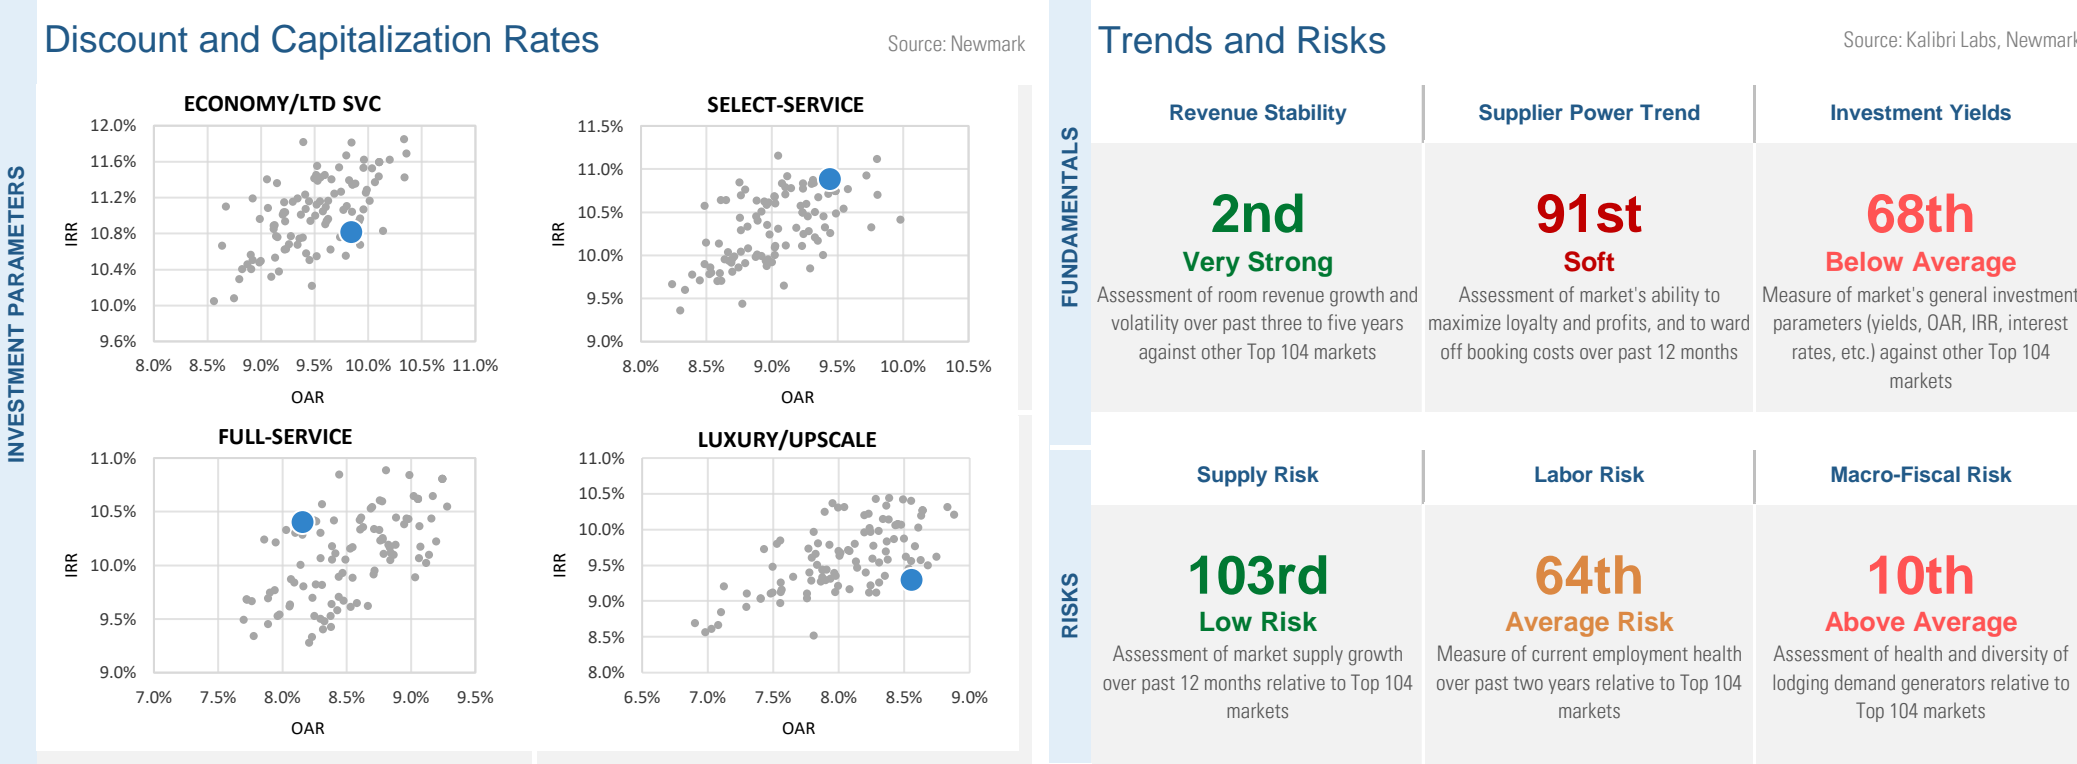 Discount and Capitalization Rates
Source: Newmark
INVESTMENT PARAMETERS
ECONOMY/LTD SVC
12.0%
11.6%
11.2%
10.8%
10.4%
10.0%
9.6%
IRR
8.0% 8.5% 9.0% 9.5% 10.0% 10.5% 11.0%
OAR
SELECT-SERVICE
11.5%
11.0%
10.5%
10.0%
9.5%
9.0%
IRR
8.0% 8.5% 9.0% 9.5% 10.0% 10.5%
OAR
FULL-SERVICE
11.0%
10.5%
10.0%
9.5%
9.0%
IRR
7.0% 7.5% 8.0% 8.5% 9.0% 9.5%
OAR
LUXURY/UPSCALE
11.0%
10.5%
10.0%
9.5%
9.0%
8.5%
8.0%
IRR
6.5% 7.0% 7.5% 8.0% 8.5% 9.0%
OAR
Trends and Risks
Source: Kalibri Labs, Newmark
FUNDAMENTALS
Revenue Stability
2nd
Very Strong
Assessment of room revenue growth and
volatility over past three to five years
against other Top 104 markets
Supplier Power Trend
91st
Soft
Assessment of market's ability to
maximize loyalty and profits, and to ward
off booking costs over past 12 months
Investment Yields
68th
Below Average
Measure of market's general investment
parameters (yields, OAR, IRR, interest
rates, etc.) against other Top 104
markets
RISKS
Supply Risk
103rd
Low Risk
Assessment of market supply growth
over past 12 months relative to Top 104
markets
Labor Risk
64th
Average Risk
Measure of current employment health
over past two years relative to Top 104
markets
Macro-Fiscal Risk
10th
Above Average
Assessment of health and diversity of
lodging demand generators relative to
Top 104 markets